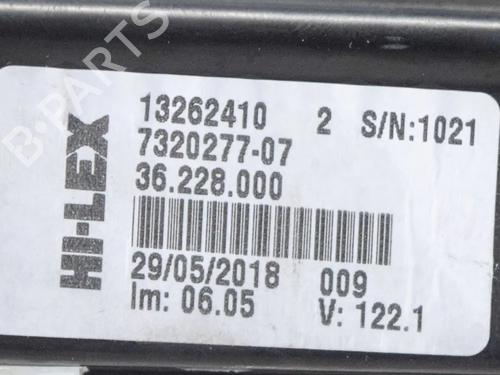 HI-LEX
13262410 2 S/N:1021
7320277-07
36.228.000
29/05/2018 009
Im: 06.05 V: 122.1
B-PARTS